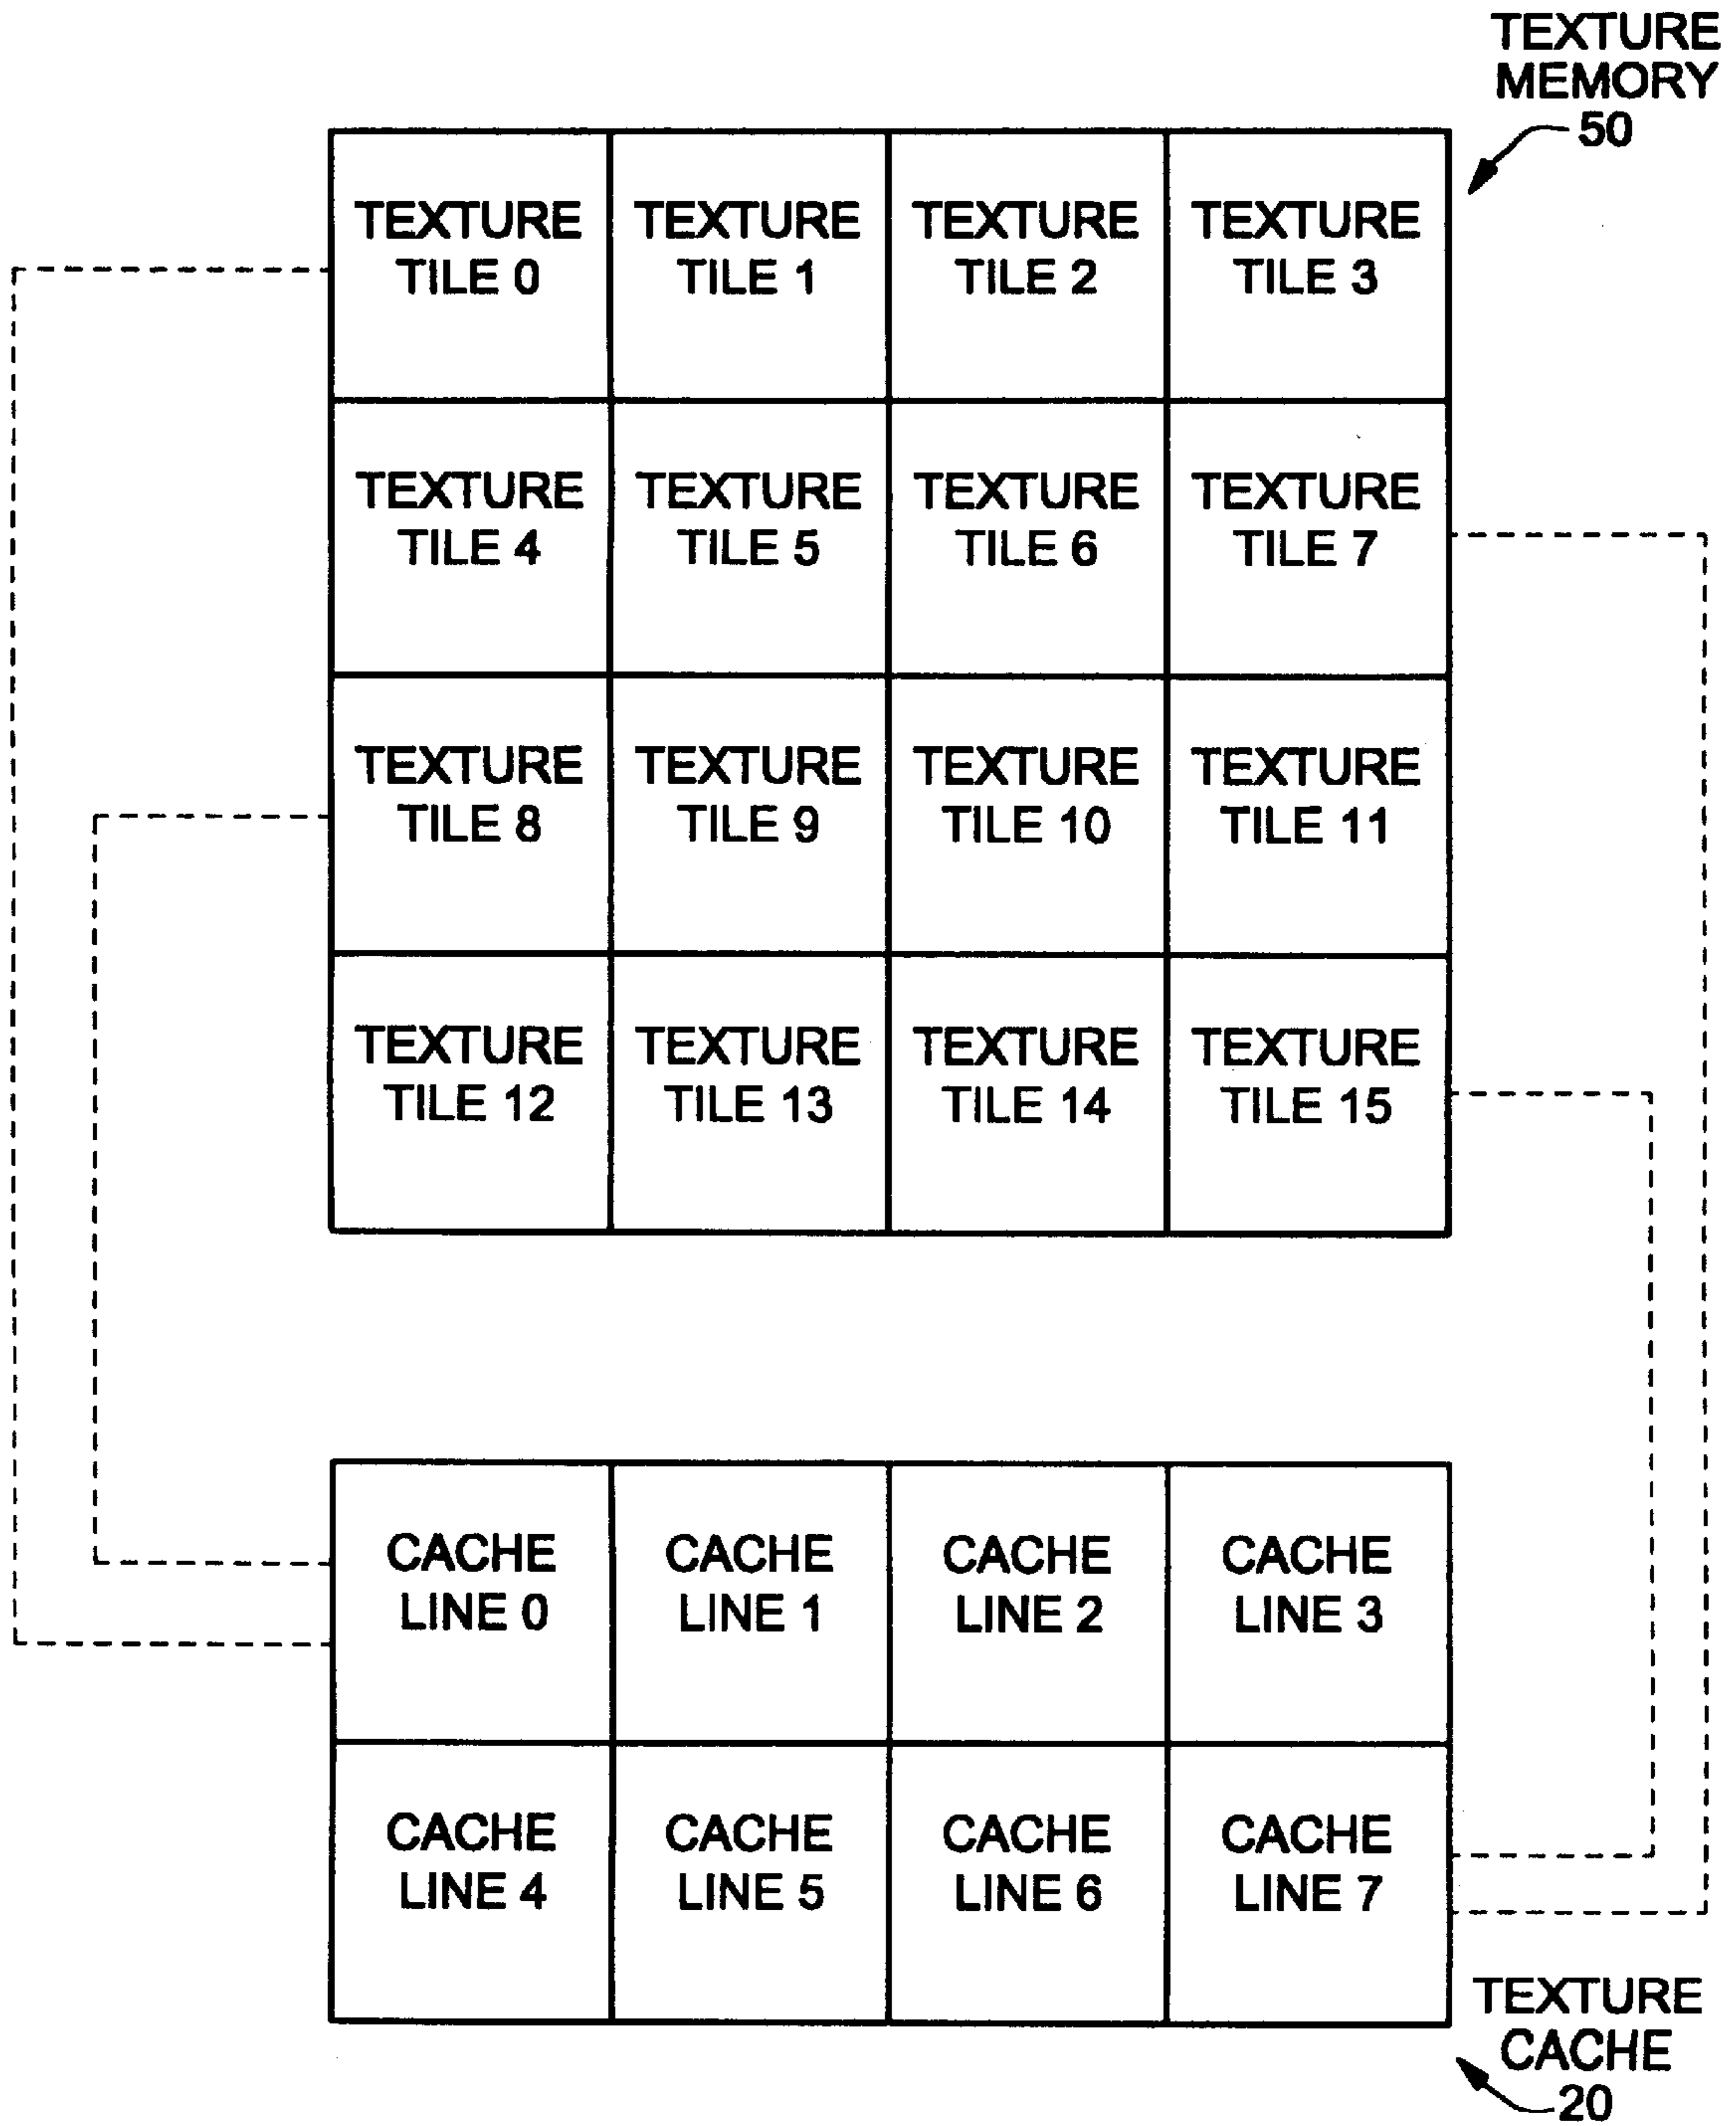 TEXTURE
MEMORY
50
TEXTURE
TILE 0
TEXTURE
TILE 1
TEXTURE
TILE 2
TEXTURE
TILE 3
TEXTURE
TILE 4
TEXTURE
TILE 5
TEXTURE
TILE 6
TEXTURE
TILE 7
TEXTURE
TILE 8
TEXTURE
TILE 9
TEXTURE
TILE 10
TEXTURE
TILE 11
TEXTURE
TILE 12
TEXTURE
TILE 13
TEXTURE
TILE 14
TEXTURE
TILE 15
CACHE
LINE 0
CACHE
LINE 1
CACHE
LINE 2
CACHE
LINE 3
CACHE
LINE 4
CACHE
LINE 5
CACHE
LINE 6
CACHE
LINE 7
TEXTURE
CACHE
20